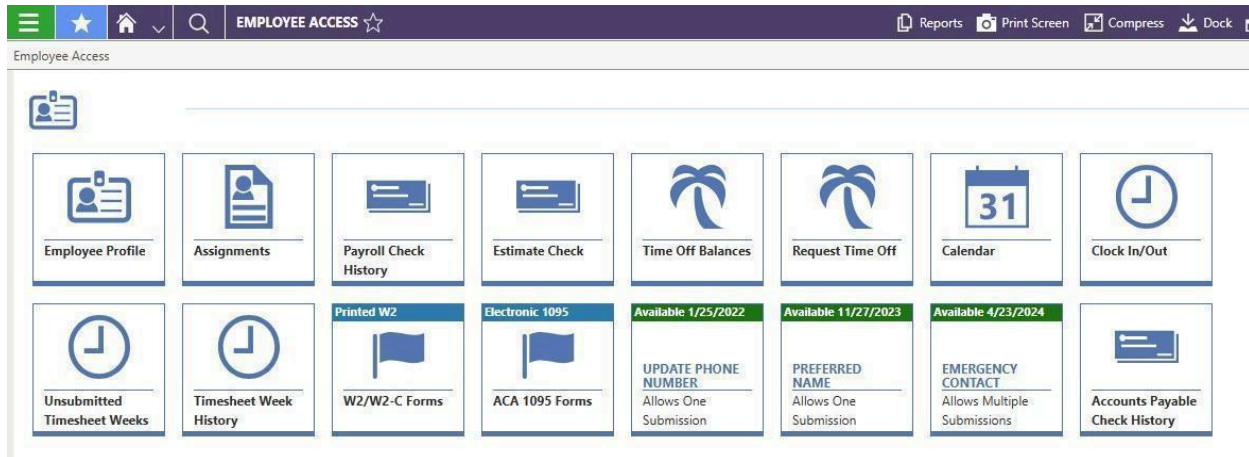 EMPLOYEE ACCESS
Reports
Print Screen
Compress
Dock
Employee Access
Employee Profile
Assignments
Payroll Check
History
Estimate Check
Time Off Balances
Request Time Off
31
Calendar
Clock In/Out
Unsubmitted
Timesheet Weeks
Timesheet Week
History
Printed W2
W2/W2-C Forms
Electronic 1095
ACA 1095 Forms
Available 1/25/2022
UPDATE PHONE
NUMBER
Allows One
Submission
Available 11/27/2023
PREFERRED
NAME
Allows One
Submission
Available 4/23/2024
EMERGENCY
CONTACT
Allows Multiple
Submissions
Accounts Payable
Check History